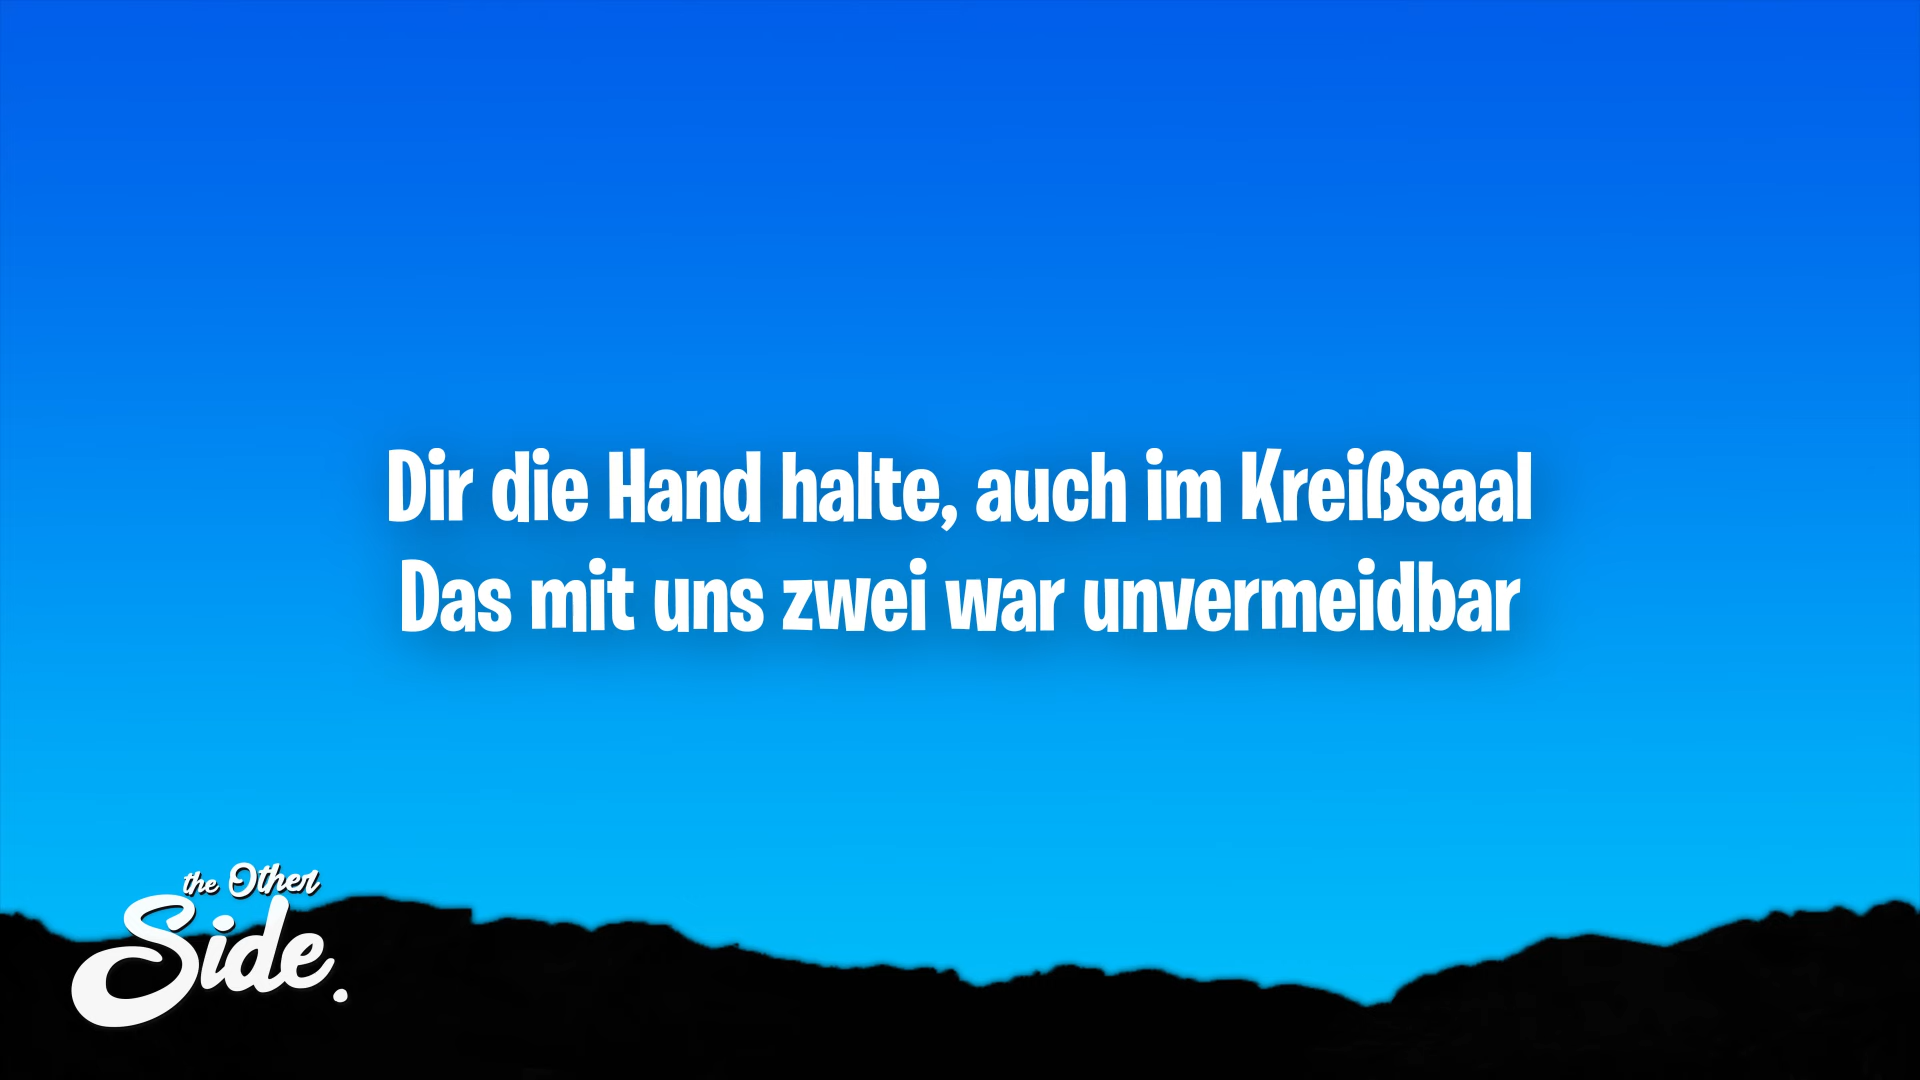 Dir die Hand halte, auch im Kreißsaal
Das mit uns zwei war unvermeidbar
the Other
Side.